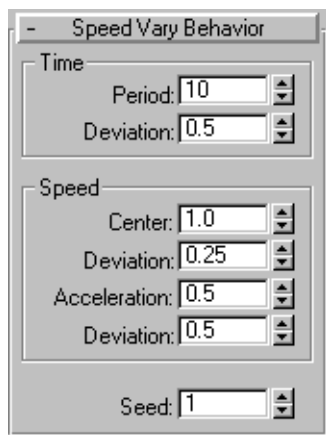 - Speed Vary Behavior
Time
Period: 10
Deviation: 0.5
Speed
Center: 1.0
Deviation: 0.25
Acceleration: 0.5
Deviation: 0.5
Seed: 1